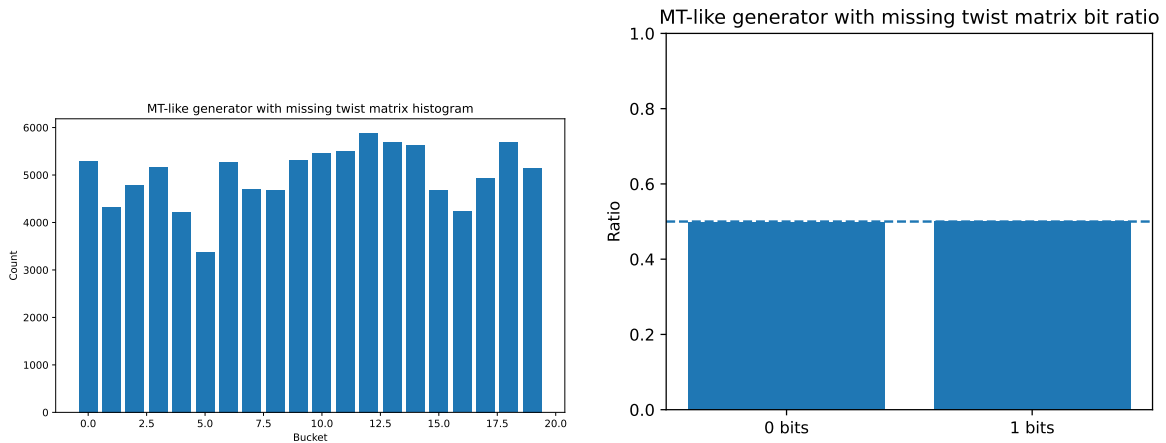 MT-like generator with missing twist matrix histogram
6000
5000
4000
3000
2000
1000
0
Count
0.0 2.5 5.0 7.5 10.0 12.5 15.0 17.5 20.0
Bucket
MT-like generator with missing twist matrix bit ratio
1.0
0.8
0.6
0.4
0.2
0.0
Ratio
0 bits 1 bits